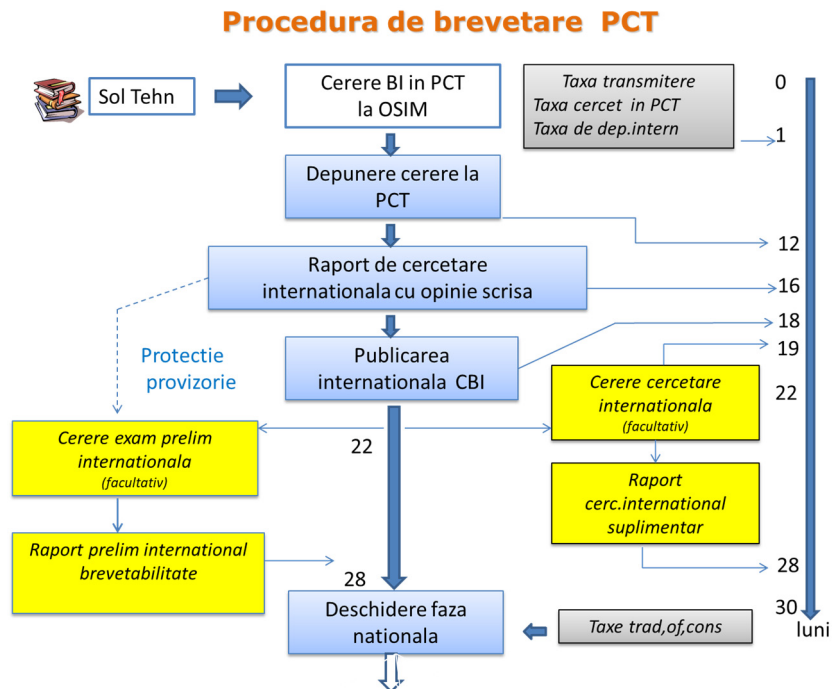 Procedura de brevetare PCT
Sol Tehn
Cerere BI in PCT
la OSIM
Taxa transmitere
Taxa cercet in PCT
Taxa de dep.intern
0
1
Depunere cerere la
PCT
12
Raport de cercetare
internationala cu opinie scrisa
16
18
19
Protectie
provizorie
Publicarea
internationala CBI
Cerere cercetare
internationala
(facultativ)
22
Cerere exam prelim
internationala
(facultativ)
22
Raport
cerc.international
suplimentar
Raport prelim international
brevetabilitate
28
28
30
Deschidere faza
nationala
Taxe trad,of,cons
luni